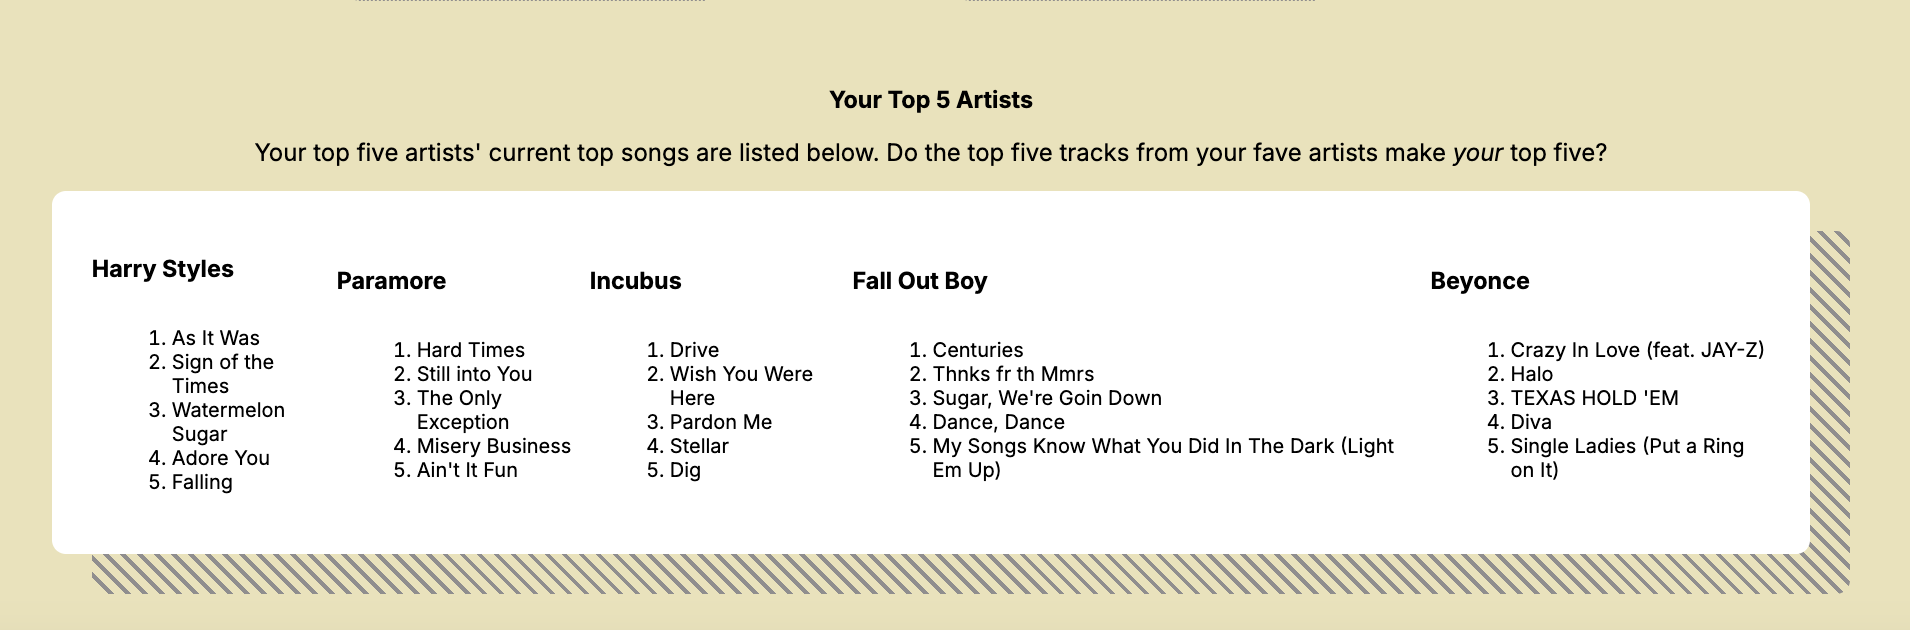 Your Top 5 Artists
Your top five artists' current top songs are listed below. Do the top five tracks from your fave artists make your top five?
Harry Styles
1. As It Was
2. Sign of the
Times
3. Watermelon
Sugar
4. Adore You
5. Falling
Paramore
1. Hard Times
2. Still into You
3. The Only
Exception
4. Misery Business
5. Ain't It Fun
Incubus
1. Drive
2. Wish You Were
Here
3. Pardon Me
4. Stellar
5. Dig
Fall Out Boy
1. Centuries
2. Thnks fr th Mmrs
3. Sugar, We're Goin Down
4. Dance, Dance
5. My Songs Know What You Did In The Dark (Light
Em Up)
Beyonce
1. Crazy In Love (feat. JAY-Z)
2. Halo
3. TEXAS HOLD 'EM
4. Diva
5. Single Ladies (Put a Ring
on It)